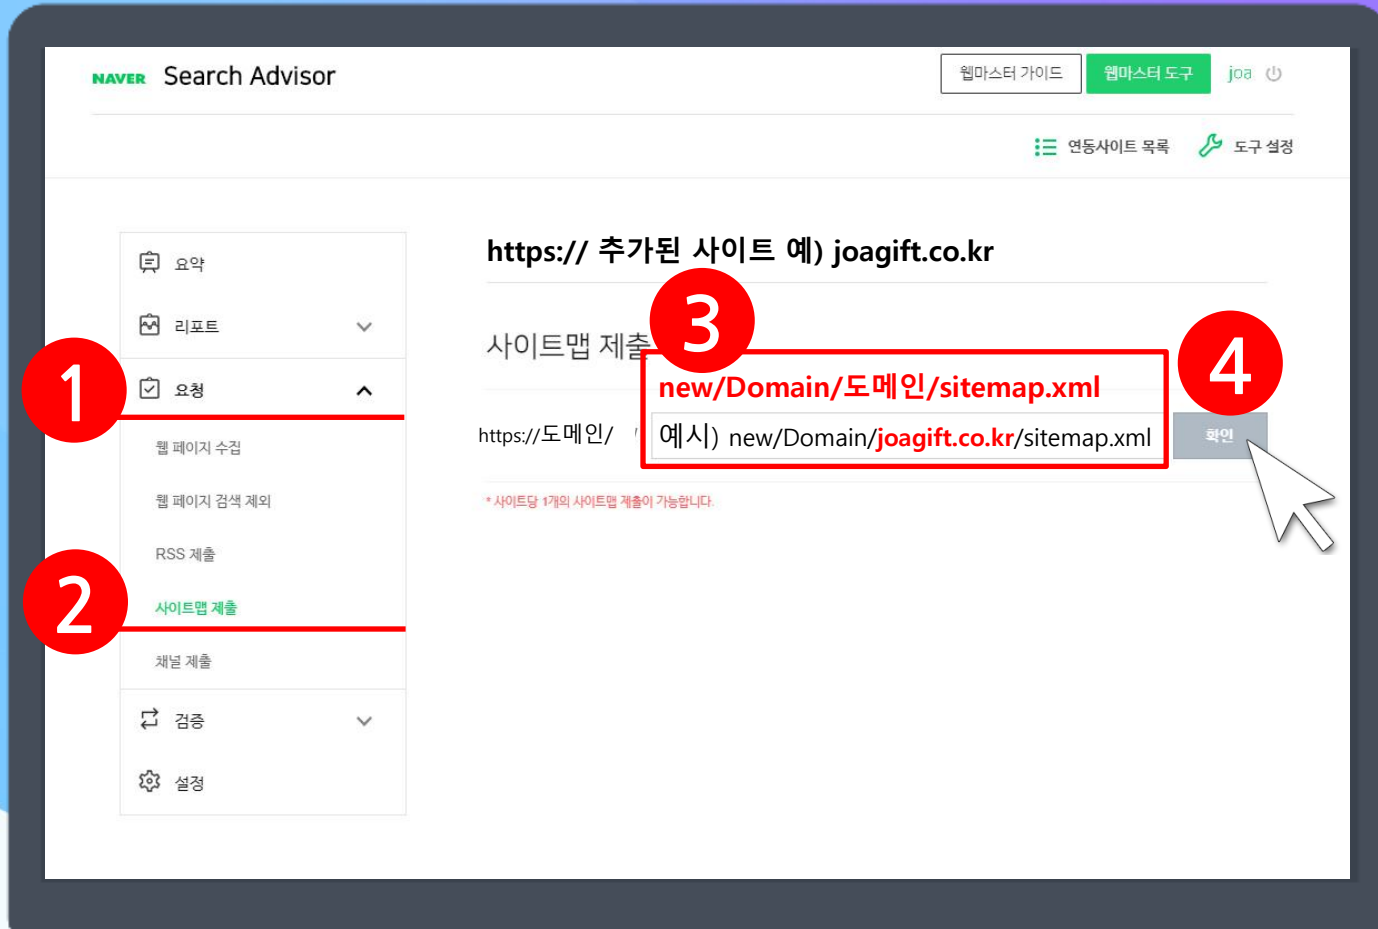 NAVER Search Advisor
웹마스터 가이드
웹마스터 도구
joa
연동사이트 목록
도구 설정
요약
리포트
1
요청
웹 페이지 수집
웹 페이지 검색 제외
RSS 제출
2
사이트맵 제출
채널 제출
검증
설정
https:// 추가된 사이트 예) joagift.co.kr
3
사이트맵 제출
4
new/Domain/도메인/sitemap.xml
https://도메인/ /
예시) new/Domain/joagift.co.kr/sitemap.xml
확인
* 사이트당 1개의 사이트맵 제출이 가능합니다.